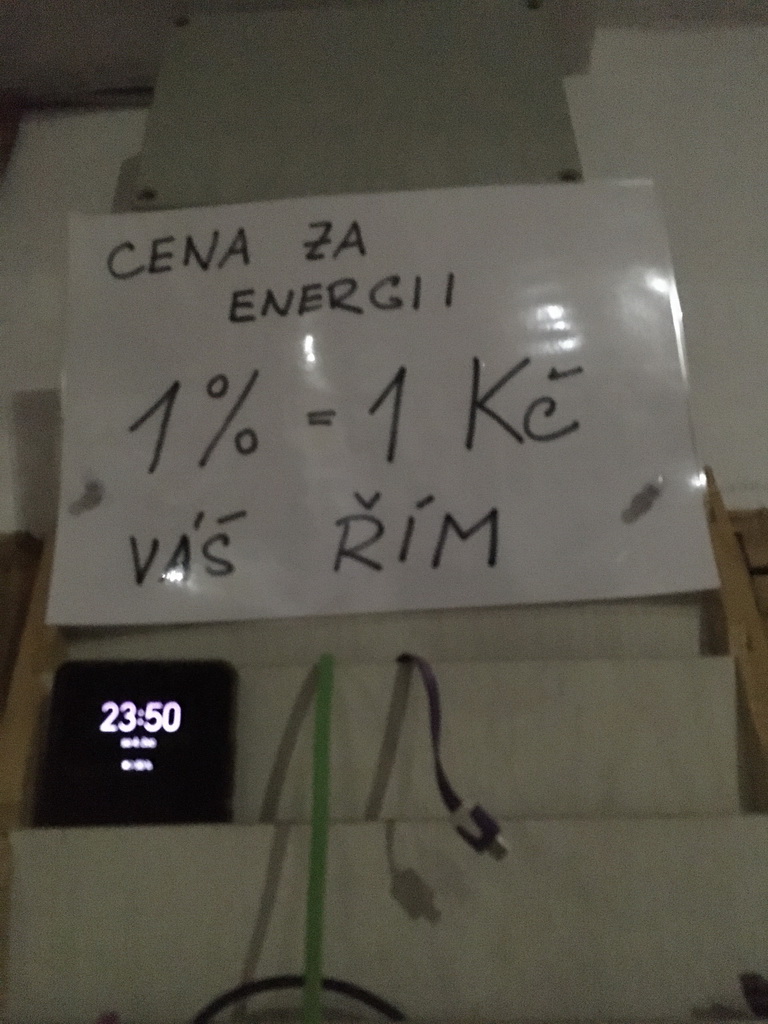 CENA ZA
ENERGII
1% = 1 Kč
VÁŠ ŘÍM
23:50